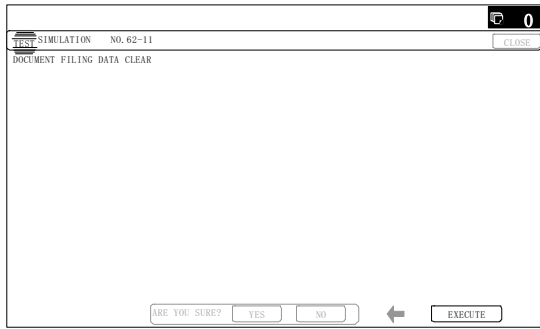 0
TEST SIMULATION NO.62-11 CLOSE
DOCUMENT FILING DATA CLEAR
ARE YOU SURE? YES NO EXECUTE